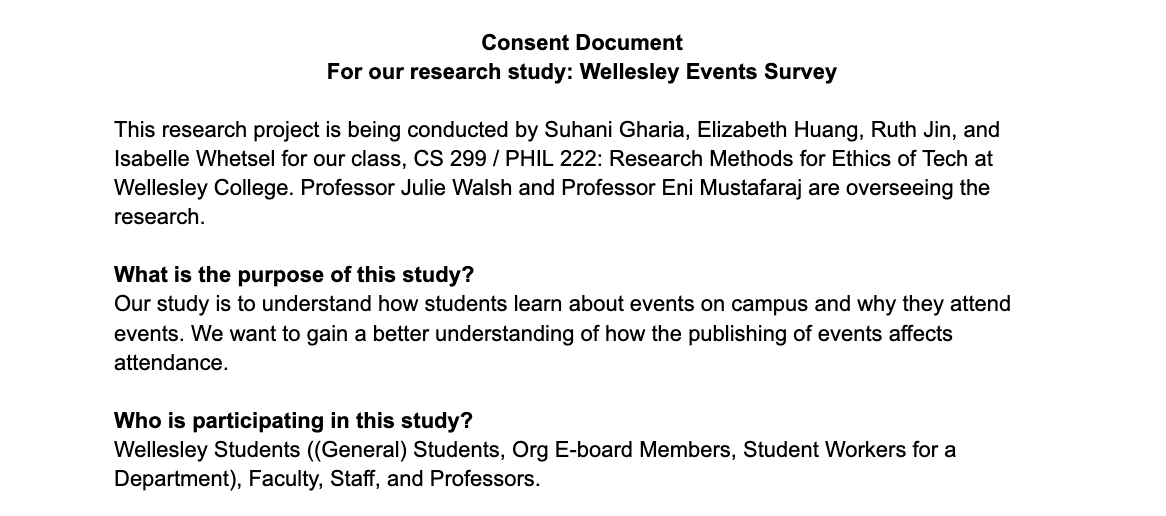 Consent Document
For our research study: Wellesley Events Survey
This research project is being conducted by Suhani Gharia, Elizabeth Huang, Ruth Jin, and
Isabelle Whetsel for our class, CS 299 / PHIL 222: Research Methods for Ethics of Tech at
Wellesley College. Professor Julie Walsh and Professor Eni Mustafaraj are overseeing the
research.
What is the purpose of this study?
Our study is to understand how students learn about events on campus and why they attend
events. We want to gain a better understanding of how the publishing of events affects
attendance.
Who is participating in this study?
Wellesley Students ((General) Students, Org E-board Members, Student Workers for a
Department), Faculty, Staff, and Professors.